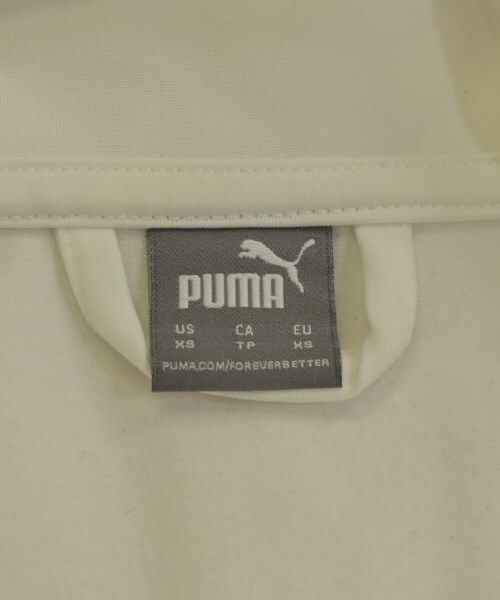 PUMA
US CA EU
XS TP XS
PUMA.COM/FOREVERBETTER